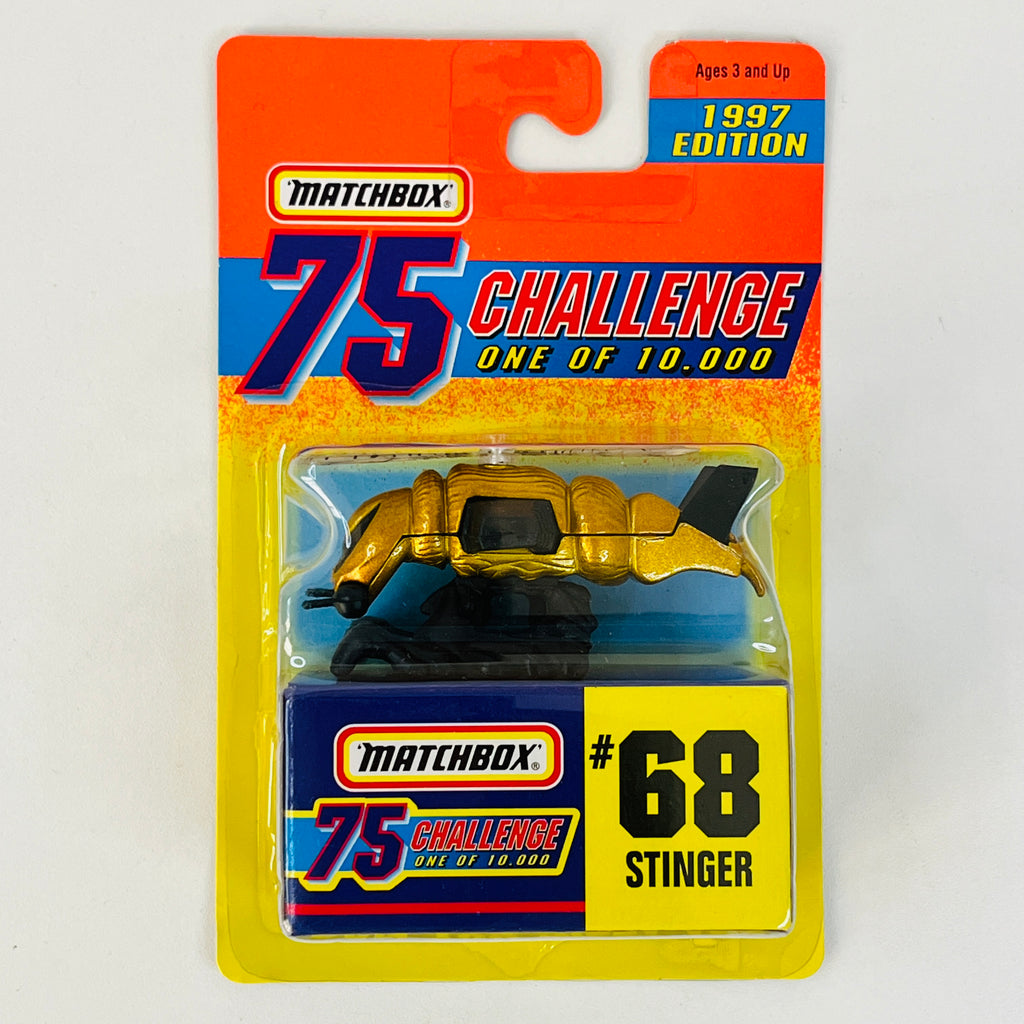 Ages 3 and Up
1997
EDITION
'MATCHBOX'®
75 CHALLENGE
ONE OF 10.000
'MATCHBOX'®
75 CHALLENGE
ONE OF 10.000
#68
STINGER